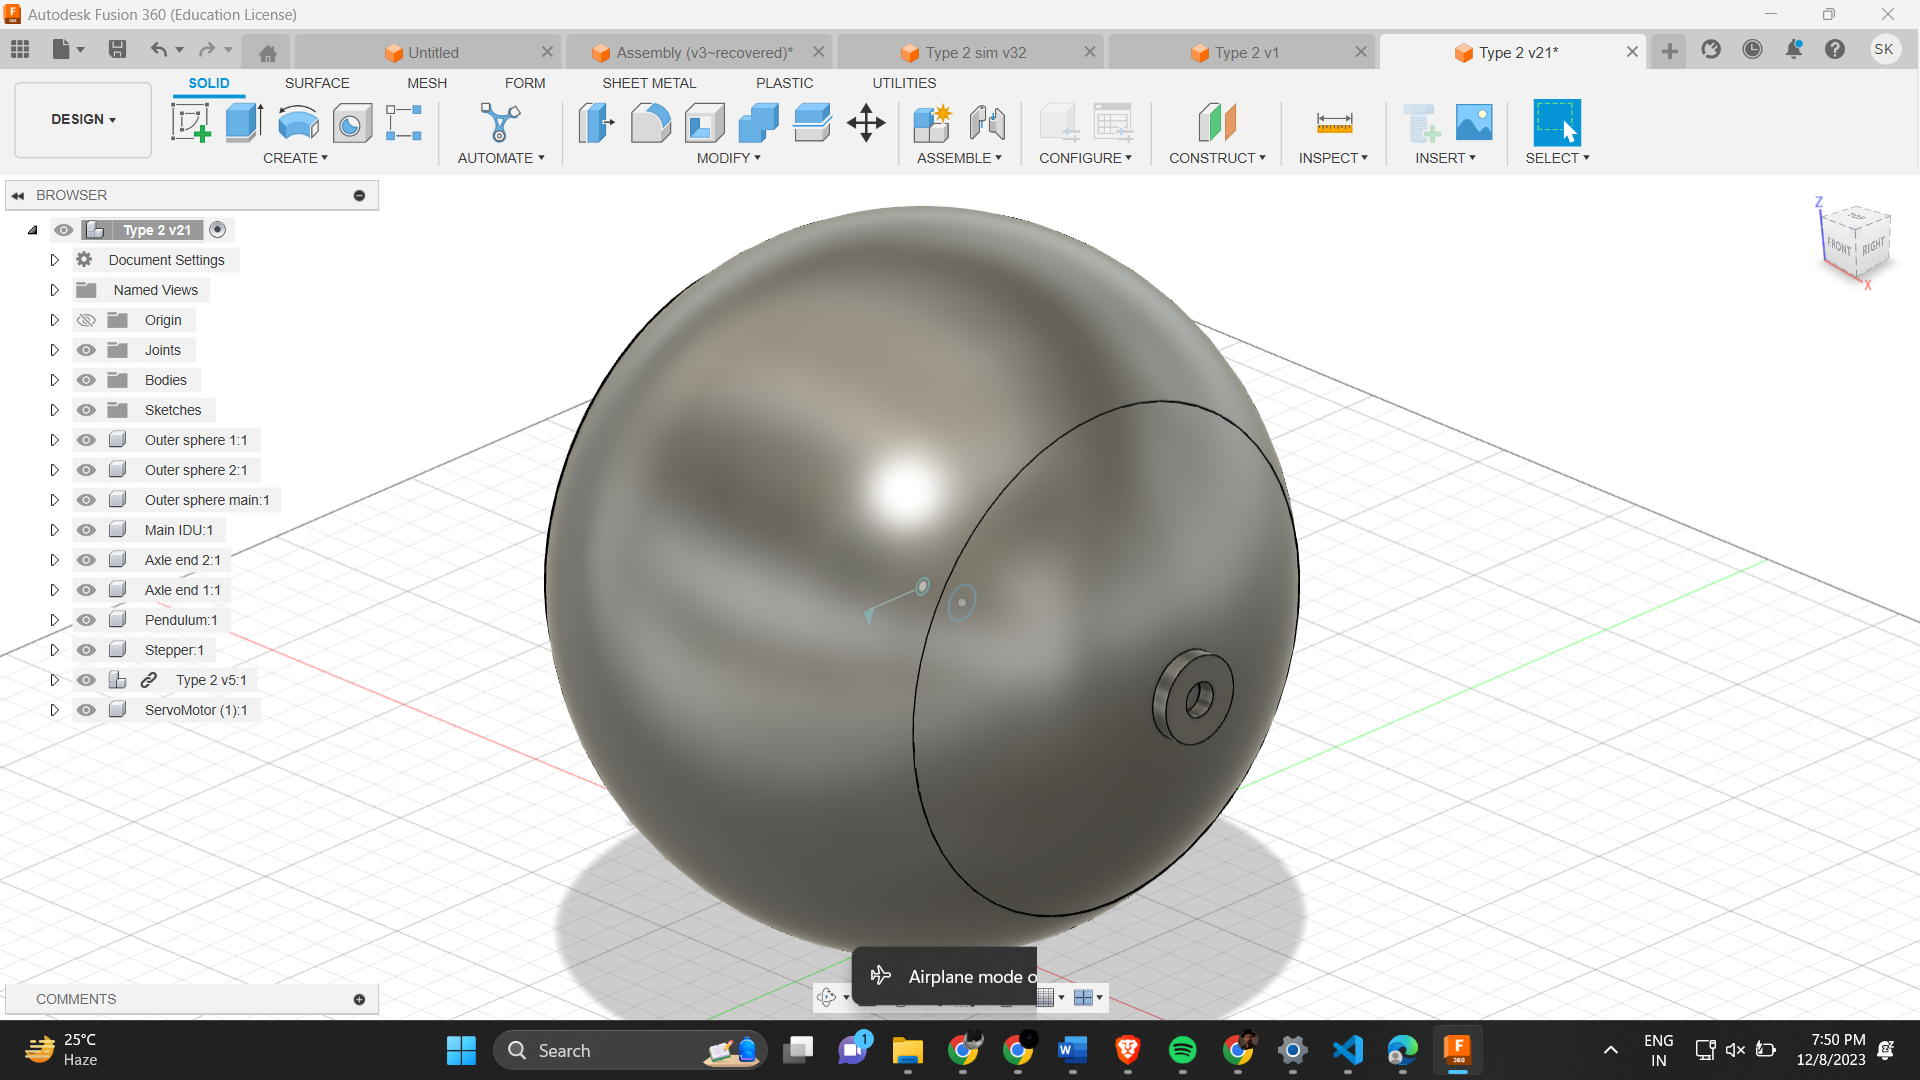 Autodesk Fusion 360 (Education License)
Untitled
Assembly (v3~recovered)*
Type 2 sim v32
Type 2 v1
Type 2 v21*
SK
SOLID
SURFACE
MESH
FORM
SHEET METAL
PLASTIC
UTILITIES
DESIGN
CREATE
AUTOMATE
MODIFY
ASSEMBLE
CONFIGURE
CONSTRUCT
INSPECT
INSERT
SELECT
BROWSER
Type 2 v21
Document Settings
Named Views
Origin
Joints
Bodies
Sketches
Outer sphere 1:1
Outer sphere 2:1
Outer sphere main:1
Main IDU:1
Axle end 2:1
Axle end 1:1
Pendulum:1
Stepper:1
Type 2 v5:1
ServoMotor (1):1
Z
TOP
FRONT
RIGHT
X
Airplane mode o
COMMENTS
25°C
Haze
Search
1
F
360
ENG
IN
7:50 PM
12/8/2023